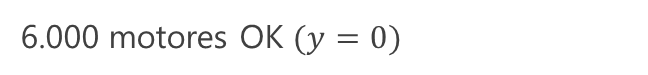 6.000 motores OK (y = 0)